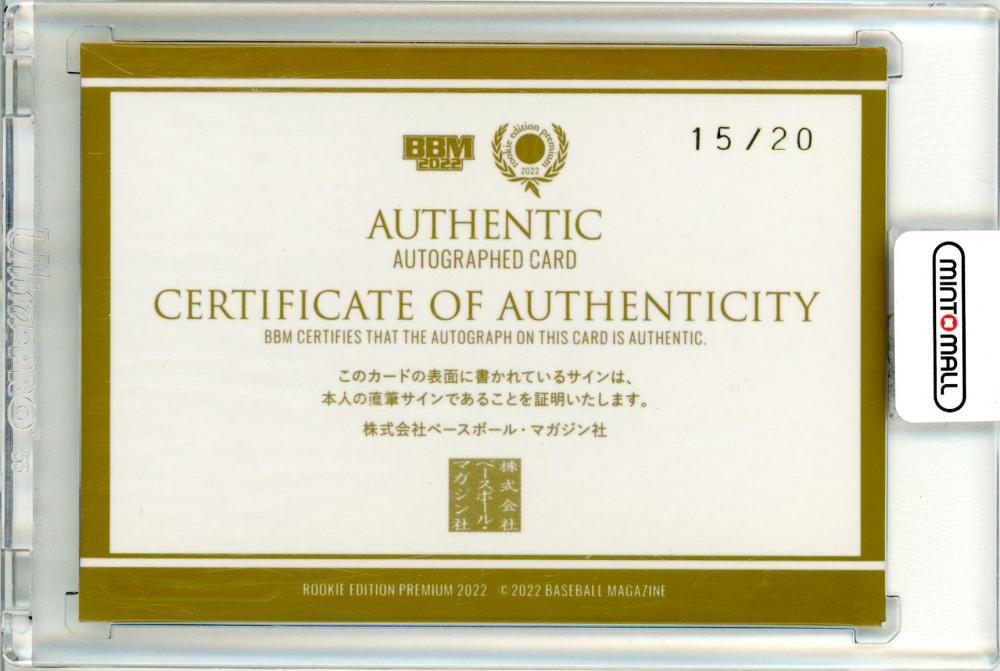 BBM
2022
rookie edition premium
2022
15/20
AUTHENTIC
AUTOGRAPHED CARD
CERTIFICATE OF AUTHENTICITY
BBM CERTIFIES THAT THE AUTOGRAPH ON THIS CARD IS AUTHENTIC.
このカードの表面に書かれているサインは、
本人の直筆サインであることを証明いたします。
株式会社ベースボール・マガジン社
株式会社
ベースボール・
マガジン社
ROOKIE EDITION PREMIUM 2022 © 2022 BASEBALL MAGAZINE
MINTOMALL
Ultra PRO